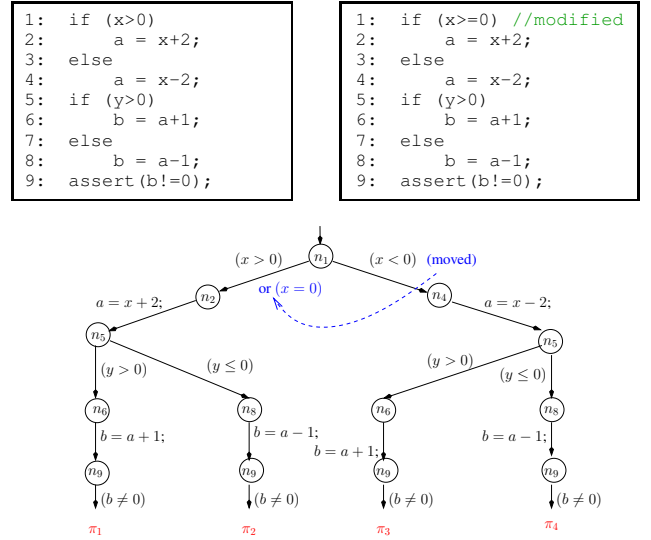 1: if (x>0)
2: a = x+2;
3: else
4: a = x-2;
5: if (y>0)
6: b = a+1;
7: else
8: b = a-1;
9: assert(b!=0);
1: if (x>=0) //modified
2: a = x+2;
3: else
4: a = x-2;
5: if (y>0)
6: b = a+1;
7: else
8: b = a-1;
9: assert(b!=0);
(x > 0) n₁ (x < 0) (moved)
n₂ or (x = 0) n₄
a = x + 2; a = x − 2;
n₅ n₅
(y > 0) (y ≤ 0) (y > 0) (y ≤ 0)
n₆ n₈ n₆ n₈
b = a + 1; b = a − 1; b = a + 1; b = a − 1;
n₉ n₉ n₉ n₉
(b ≠ 0) (b ≠ 0) (b ≠ 0) (b ≠ 0)
π₁ π₂ π₃ π₄